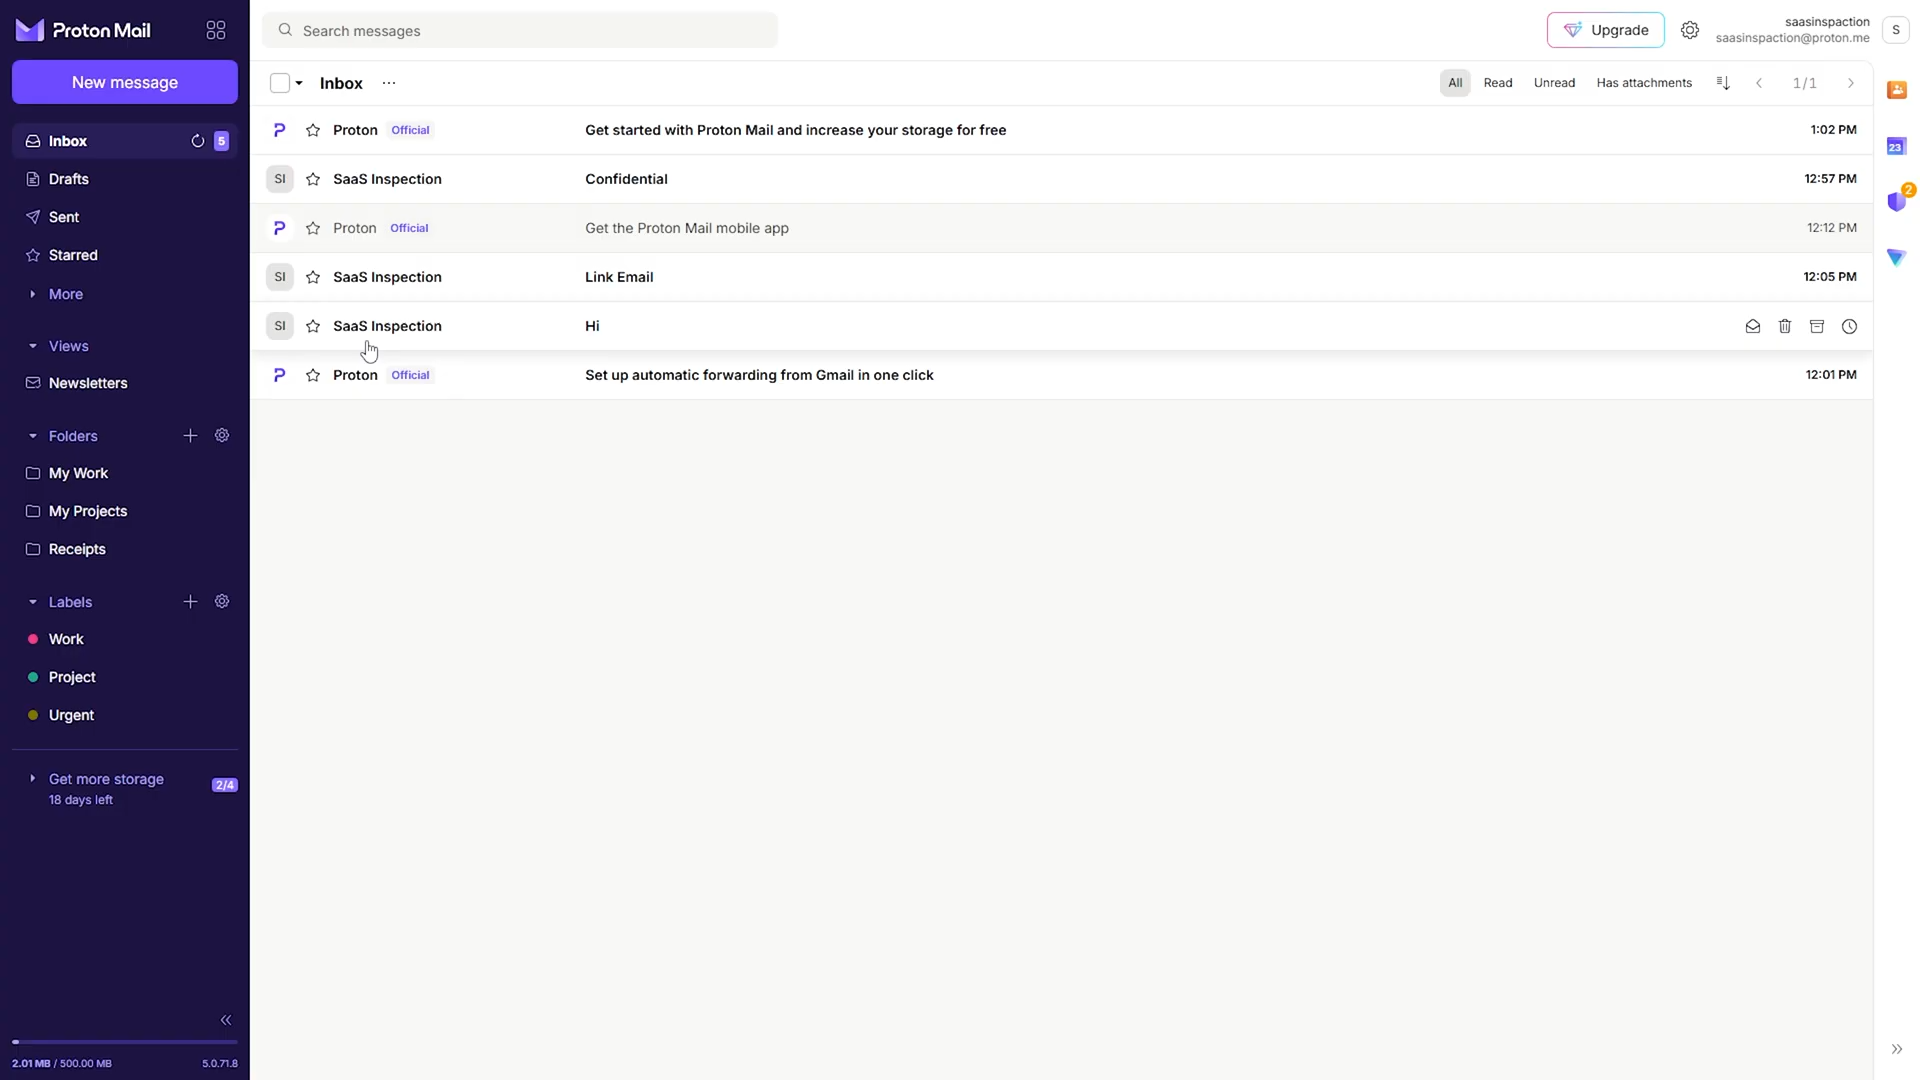 Proton Mail
Search messages
Upgrade
saasinspaction
saasinspaction@proton.me
S
New message
Inbox
5
Drafts
Sent
Starred
More
Views
Newsletters
Folders
My Work
My Projects
Receipts
Labels
Work
Project
Urgent
Get more storage
18 days left
2/4
2.01 MB / 500.00 MB
5.0.71.8
Inbox
All
Read
Unread
Has attachments
1/1
Proton Official Get started with Proton Mail and increase your storage for free 1:02 PM
SI SaaS Inspection Confidential 12:57 PM
Proton Official Get the Proton Mail mobile app 12:12 PM
SI SaaS Inspection Link Email 12:05 PM
SI SaaS Inspection Hi
Proton Official Set up automatic forwarding from Gmail in one click 12:01 PM
23
2